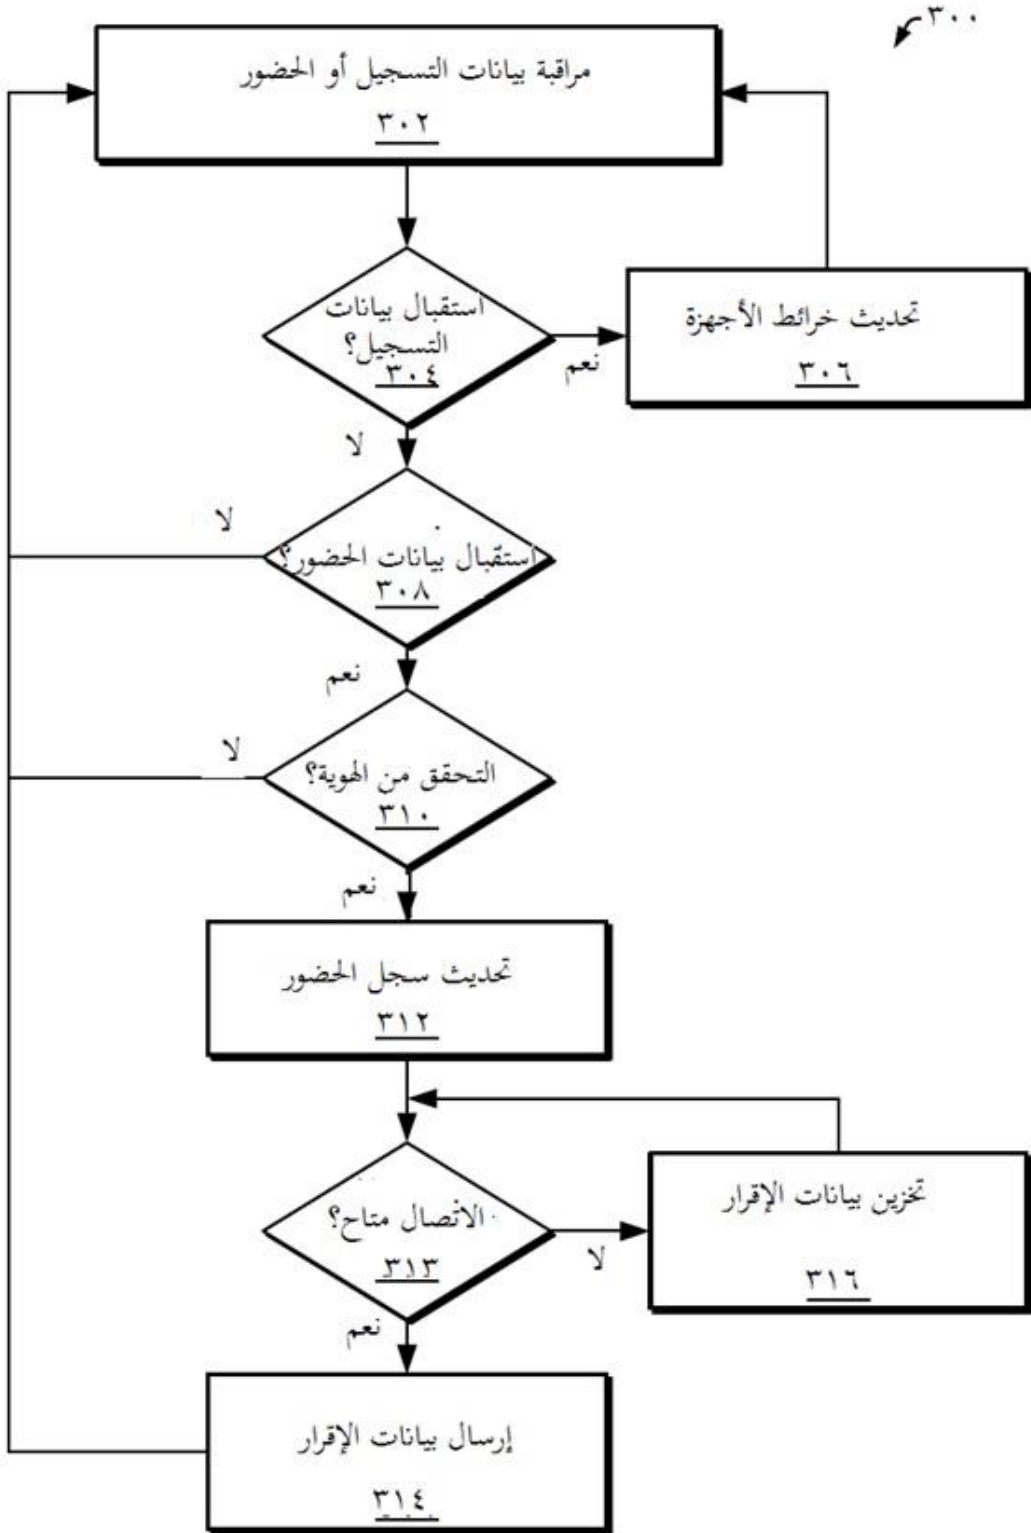 ٣٠٠
مراقبة بيانات التسجيل أو الحضور
٣٠٢
استقبال بيانات
التسجيل؟
٣٠٤
نعم
تحديث خرائط الأجهزة
٣٠٦
لا
لا
استقبال بيانات الحضور؟
٣٠٨
نعم
لا
التحقق من الهوية؟
٣١٠
نعم
تحديث سجل الحضور
٣١٢
الاتصال متاح؟
٣١٣
لا
تخزين بيانات الإقرار
٣١٦
نعم
إرسال بيانات الإقرار
٣١٤